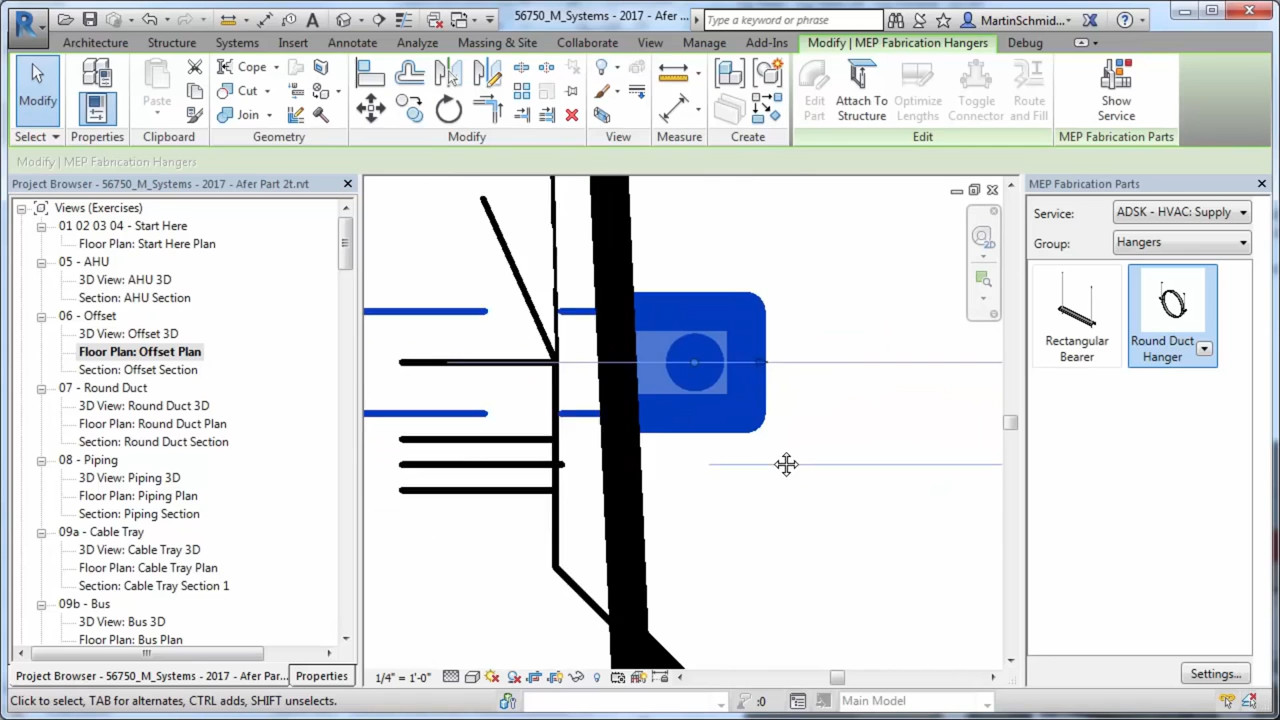 56750_M_Systems - 2017 - Afer ...
Type a keyword or phrase
MartinSchmid...
Architecture Structure Systems Insert Annotate Analyze Massing & Site Collaborate View Manage Add-Ins Modify | MEP Fabrication Hangers Debug
Modify
Paste
Cope
Cut
Join
Edit Part
Attach To Structure
Optimize Lengths
Toggle Connector
Route and Fill
Show Service
Select Properties Clipboard Geometry Modify View Measure Create Edit MEP Fabrication Parts
Modify | MEP Fabrication Hangers
Project Browser - 56750_M_Systems - 2017 - Afer Part 2t.rvt
Views (Exercises)
01 02 03 04 - Start Here
Floor Plan: Start Here Plan
05 - AHU
3D View: AHU 3D
Section: AHU Section
06 - Offset
3D View: Offset 3D
Floor Plan: Offset Plan
Section: Offset Section
07 - Round Duct
3D View: Round Duct 3D
Floor Plan: Round Duct Plan
Section: Round Duct Section
08 - Piping
3D View: Piping 3D
Floor Plan: Piping Plan
Section: Piping Section
09a - Cable Tray
3D View: Cable Tray 3D
Floor Plan: Cable Tray Plan
Section: Cable Tray Section 1
09b - Bus
3D View: Bus 3D
Floor Plan: Bus Plan
Project Browser - 56750_M_Systems - 2017 - Afer Par... Properties
2D
1/4" = 1'-0"
MEP Fabrication Parts
Service: ADSK - HVAC: Supply
Group: Hangers
Rectangular Bearer
Round Duct Hanger
Settings...
Click to select, TAB for alternates, CTRL adds, SHIFT unselects.
:0
Main Model